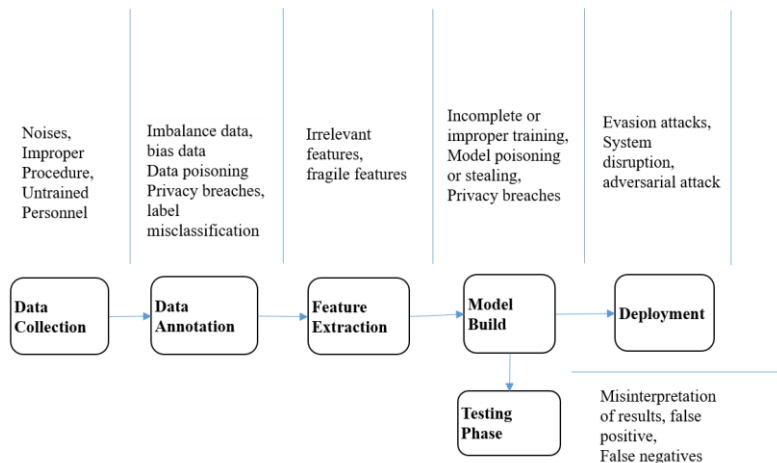 Noises,
Improper
Procedure,
Untrained
Personnel
Imbalance data,
bias data
Data poisoning
Privacy breaches,
label
misclassification
Irrelevant
features,
fragile features
Incomplete or
improper training,
Model poisoning
or stealing,
Privacy breaches
Evasion attacks,
System
disruption,
adversarial attack
Data
Collection
Data
Annotation
Feature
Extraction
Model
Build
Deployment
Testing
Phase
Misinterpretation
of results, false
positive,
False negatives